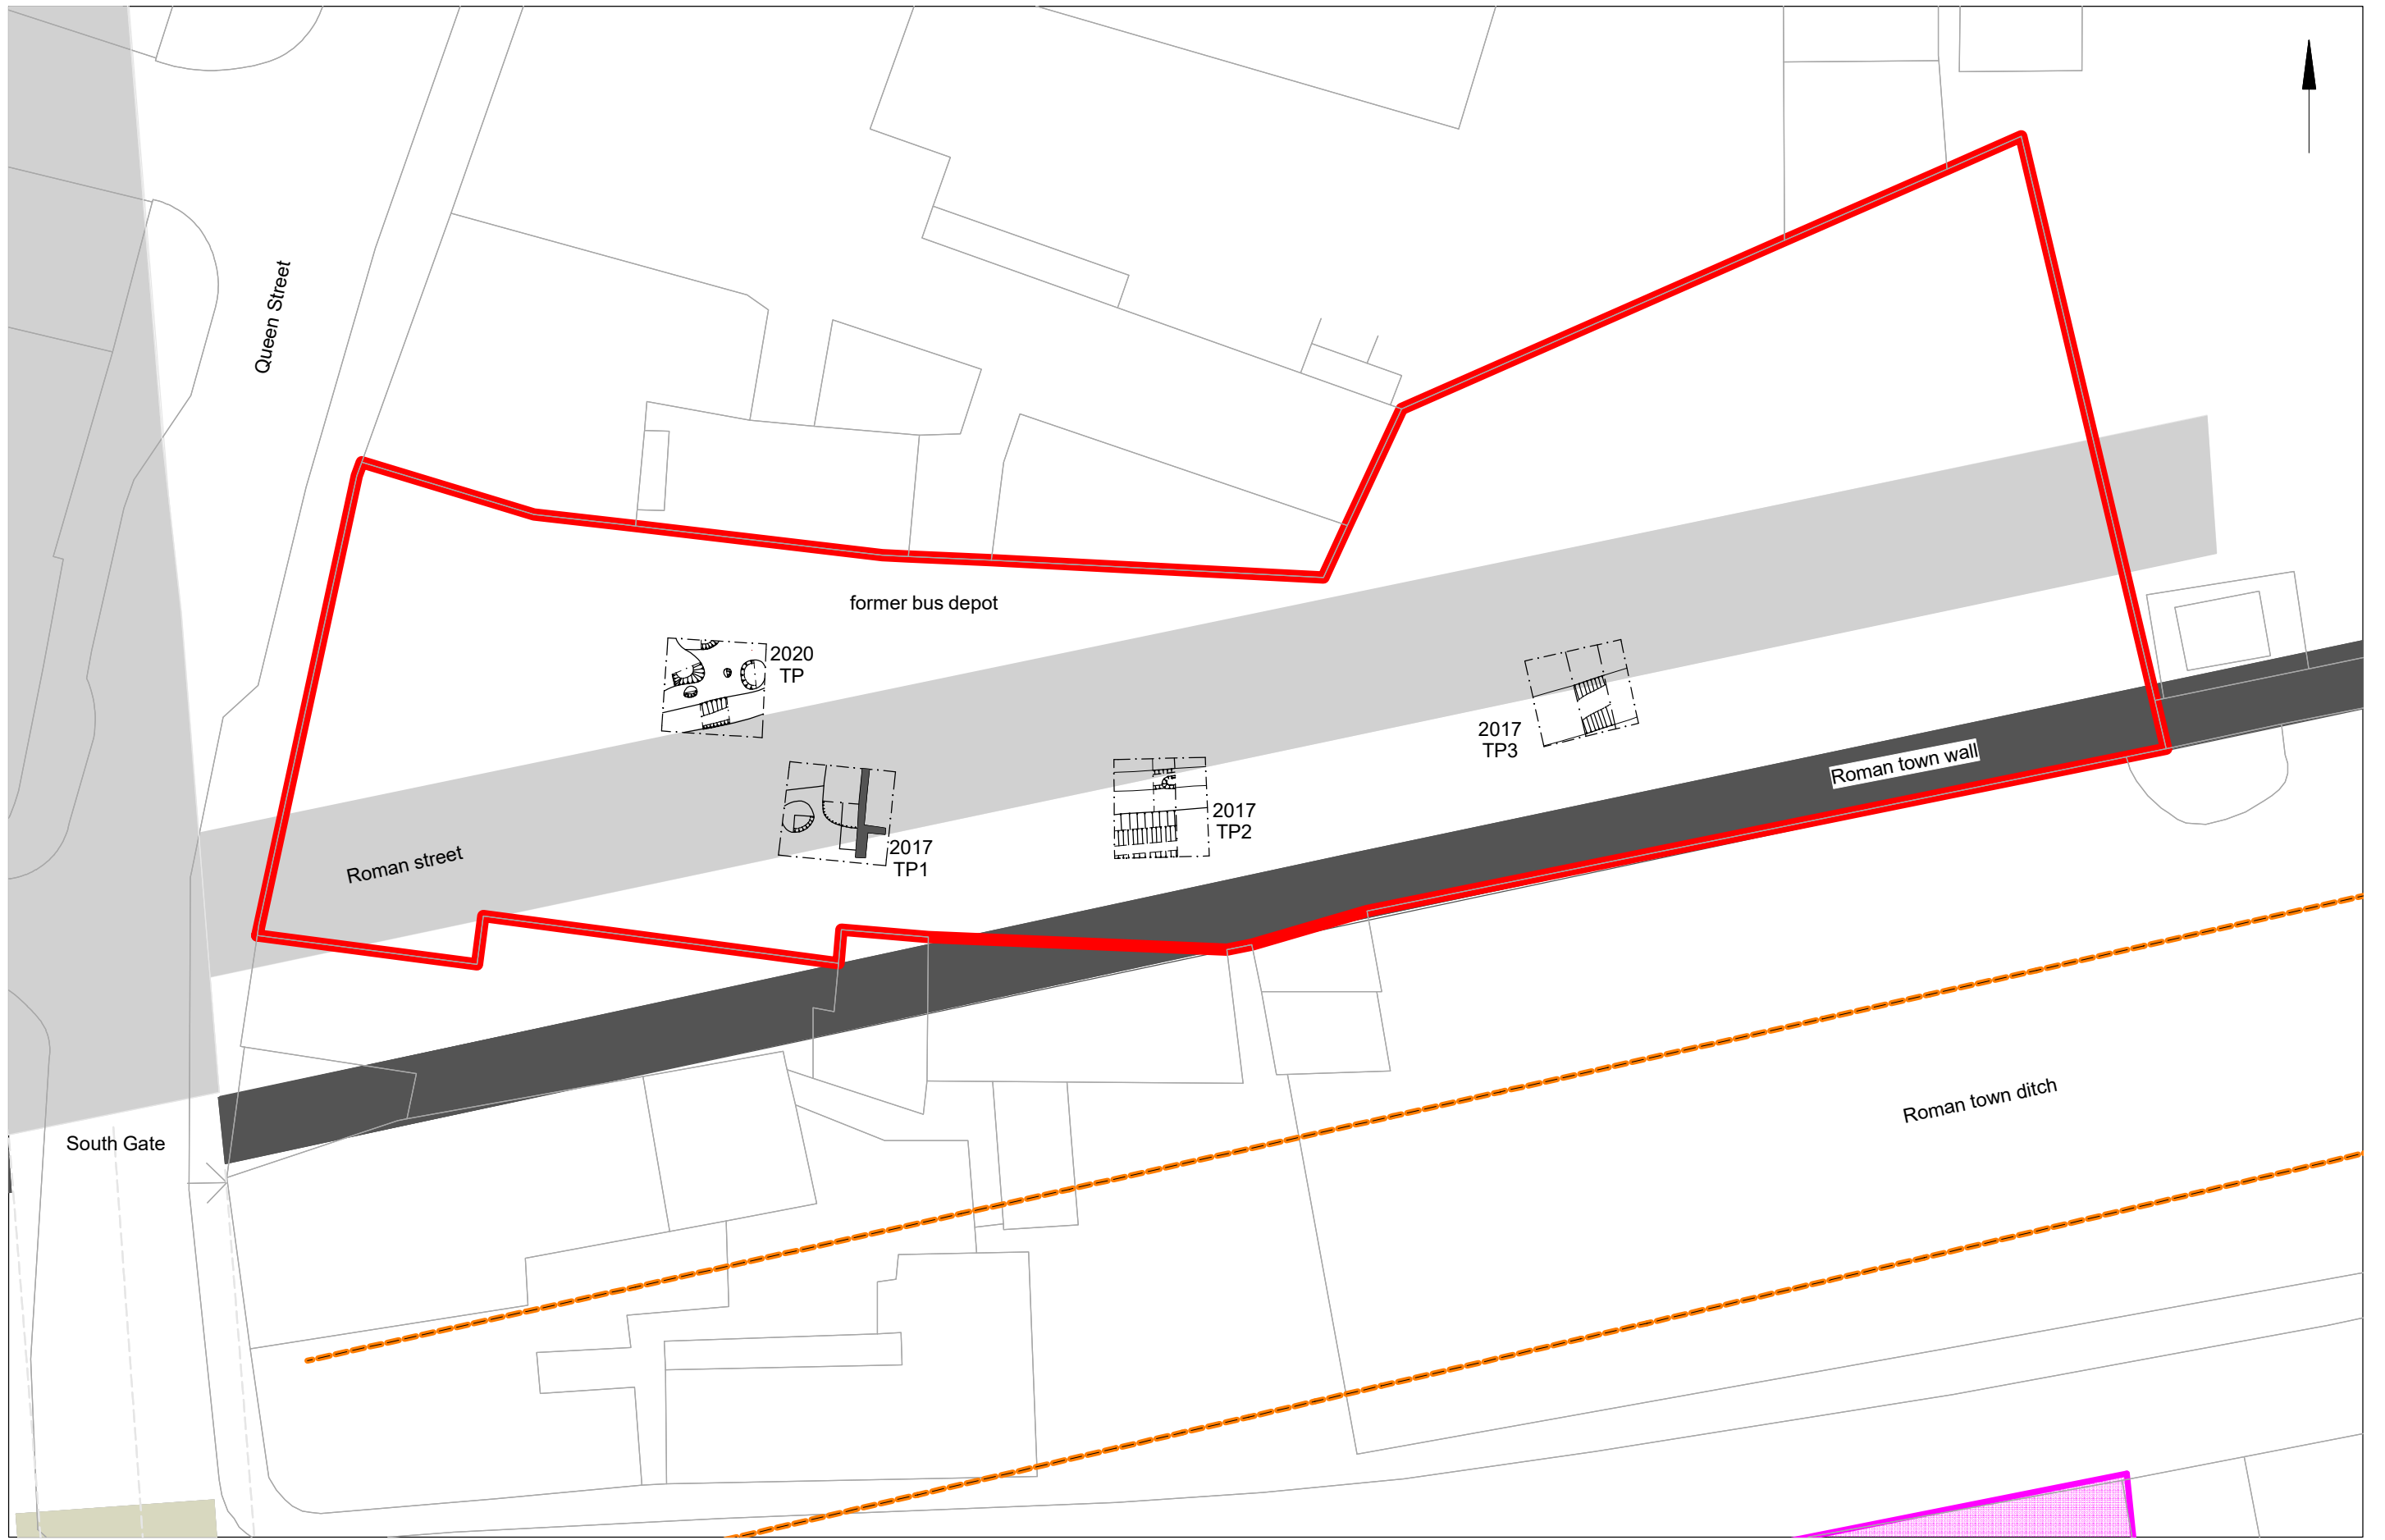 Queen Street
former bus depot
2020
TP
2017
TP3
Roman town wall
2017
TP2
2017
TP1
Roman street
Roman town ditch
South Gate